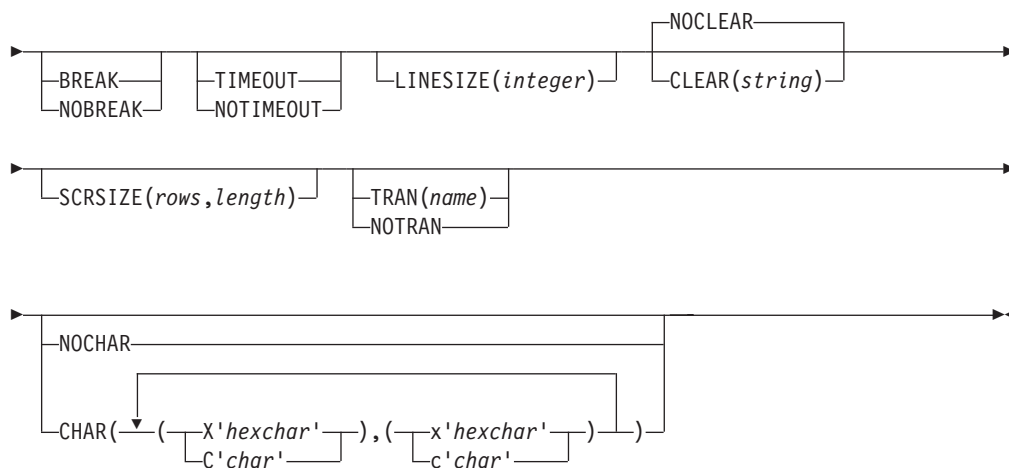 NOCLEAR
BREAK TIMEOUT LINESIZE(integer) CLEAR(string)
NOBREAK NOTIMEOUT
SCRSIZE(rows,length) TRAN(name)
NOTRAN
NOCHAR
CHAR( ( X'hexchar' ),( x'hexchar' ) )
C'char' c'char'